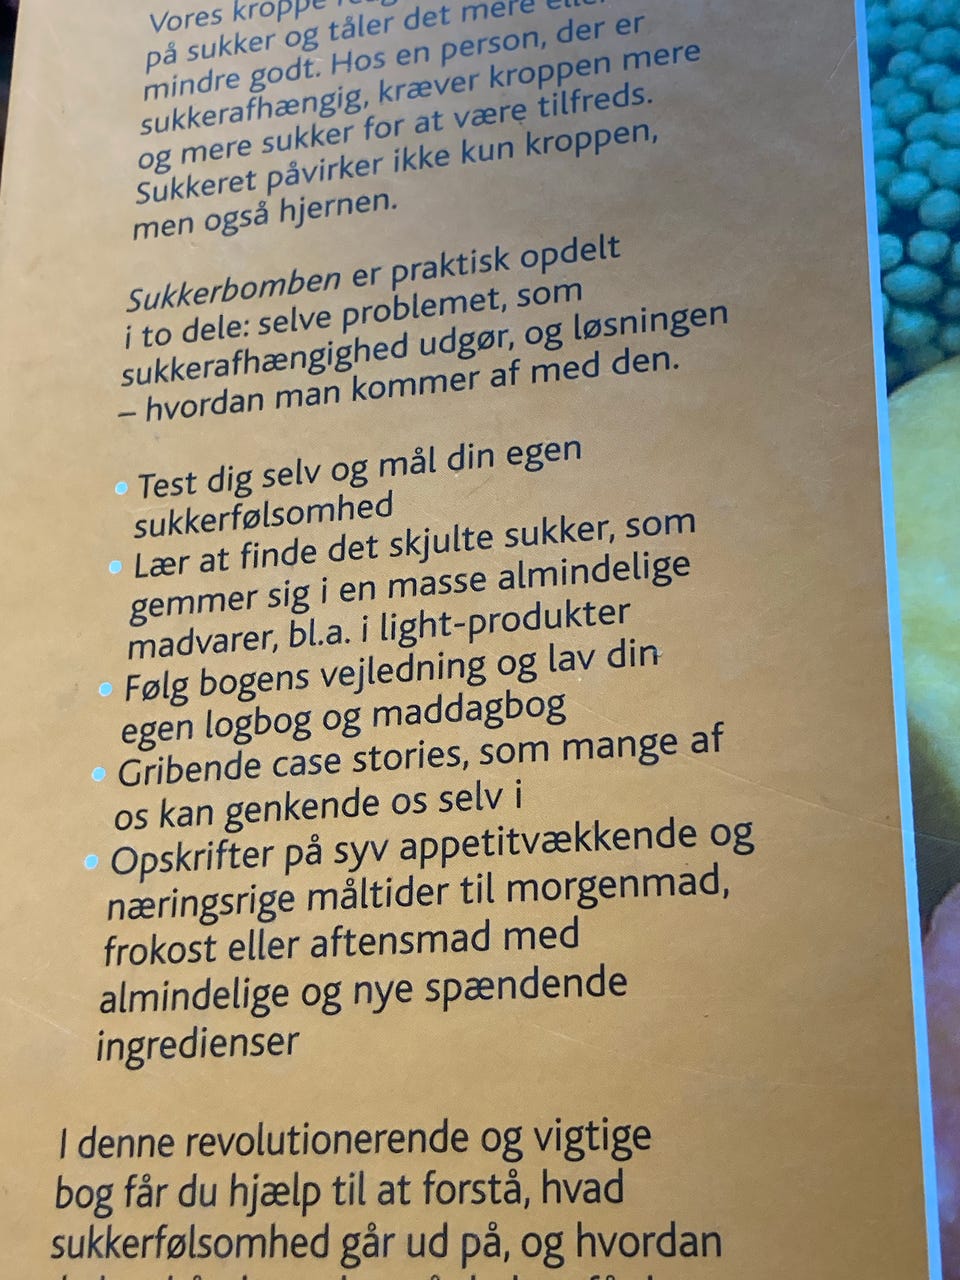 Vores kroppe
på sukker og tåler det mere
mindre godt. Hos en person, der er
sukkerafhængig, kræver kroppen mere
og mere sukker for at være tilfreds.
Sukkeret påvirker ikke kun kroppen,
men også hjernen.
Sukkerbomben er praktisk opdelt
i to dele: selve problemet, som
sukkerafhængighed udgør, og løsningen
– hvordan man kommer af med den.
• Test dig selv og mål din egen
sukkerfølsomhed
• Lær at finde det skjulte sukker, som
gemmer sig i en masse almindelige
madvarer, bl.a. i light-produkter
• Følg bogens vejledning og lav din
egen logbog og maddagbog
• Gribende case stories, som mange af
os kan genkende os selv i
• Opskrifter på syv appetitvækkende og
næringsrige måltider til morgenmad,
frokost eller aftensmad med
almindelige og nye spændende
ingredienser
I denne revolutionerende og vigtige
bog får du hjælp til at forstå, hvad
sukkerfølsomhed går ud på, og hvordan